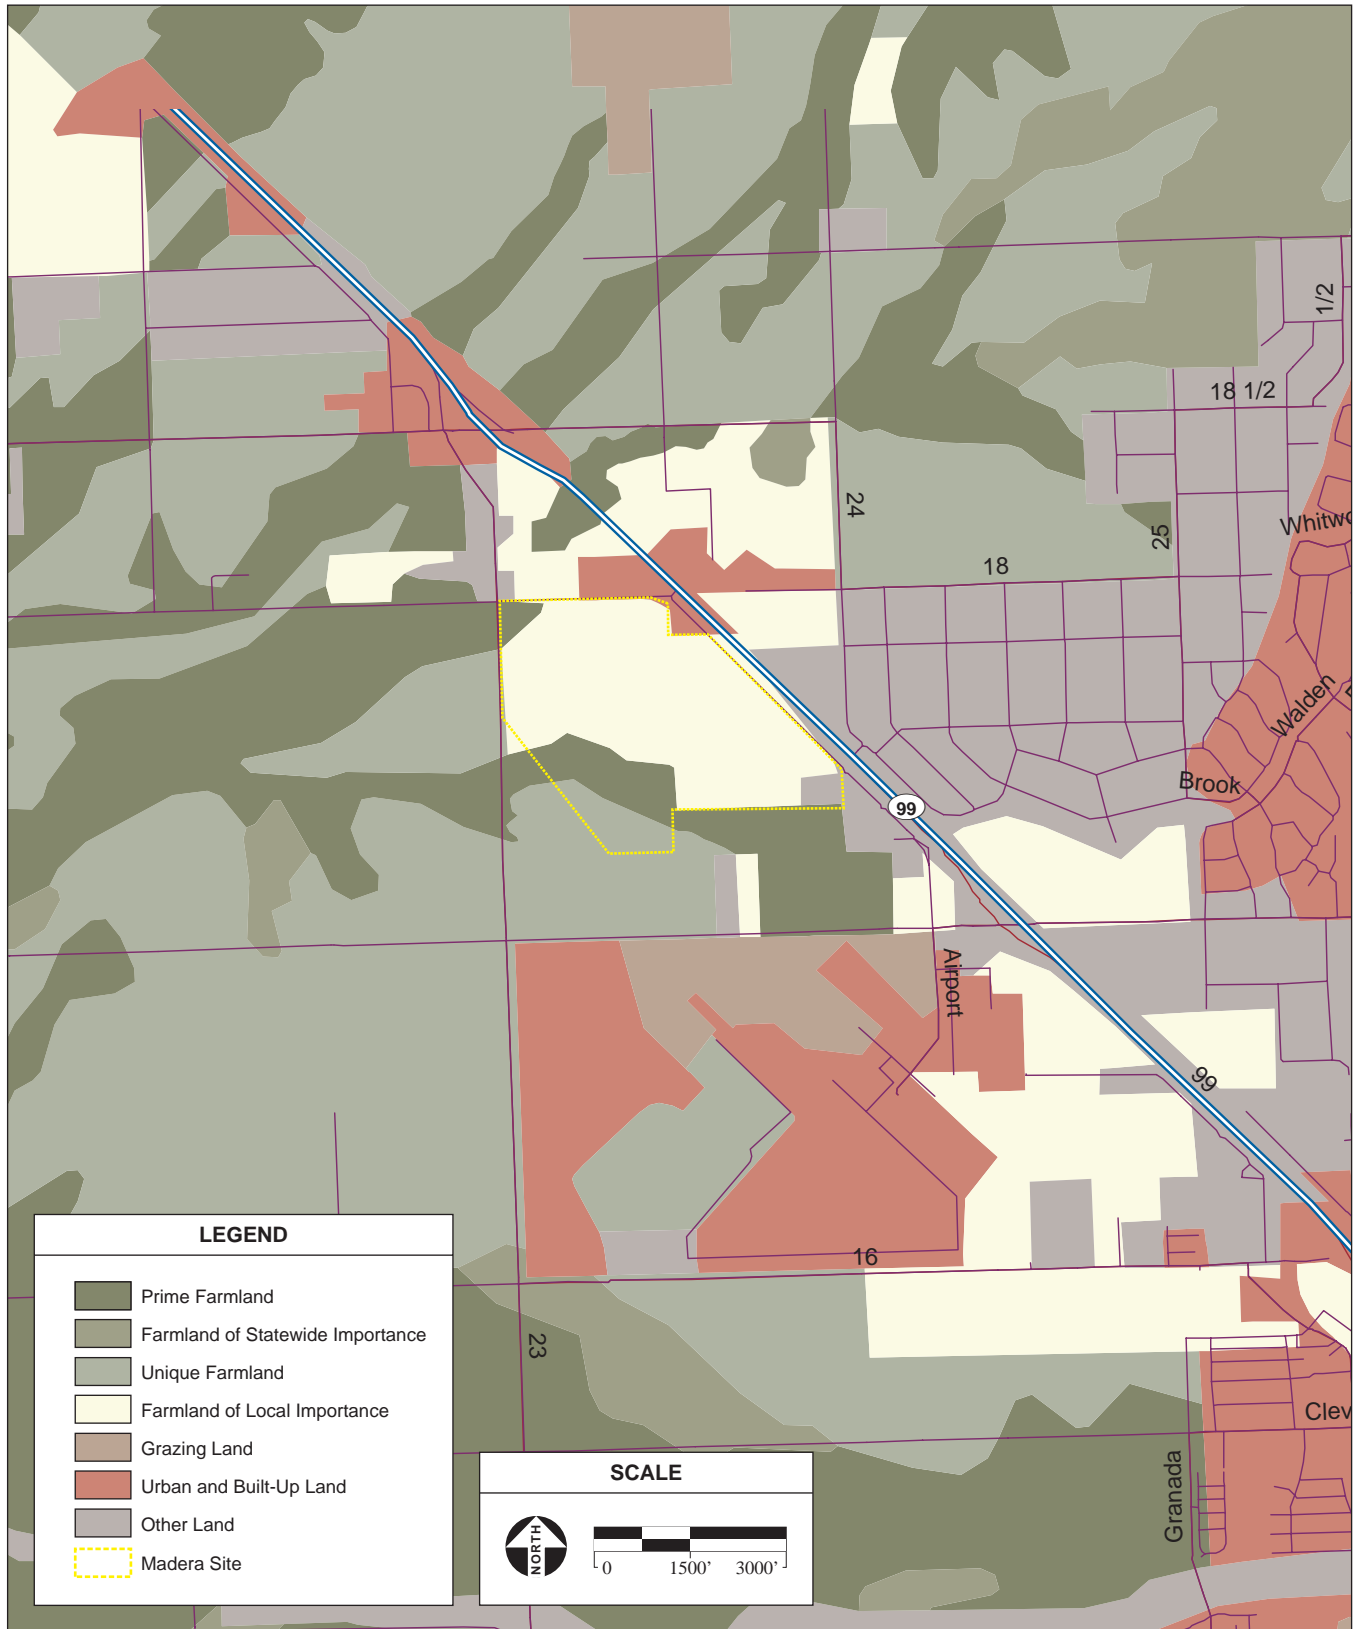 1/2
18 1/2
24
25
18
Walden
Brook
99
Airport
99
16
23
Granada
LEGEND
Prime Farmland
Farmland of Statewide Importance
Unique Farmland
Farmland of Local Importance
Grazing Land
Urban and Built-Up Land
Other Land
Madera Site
SCALE
NORTH
0 1500' 3000'